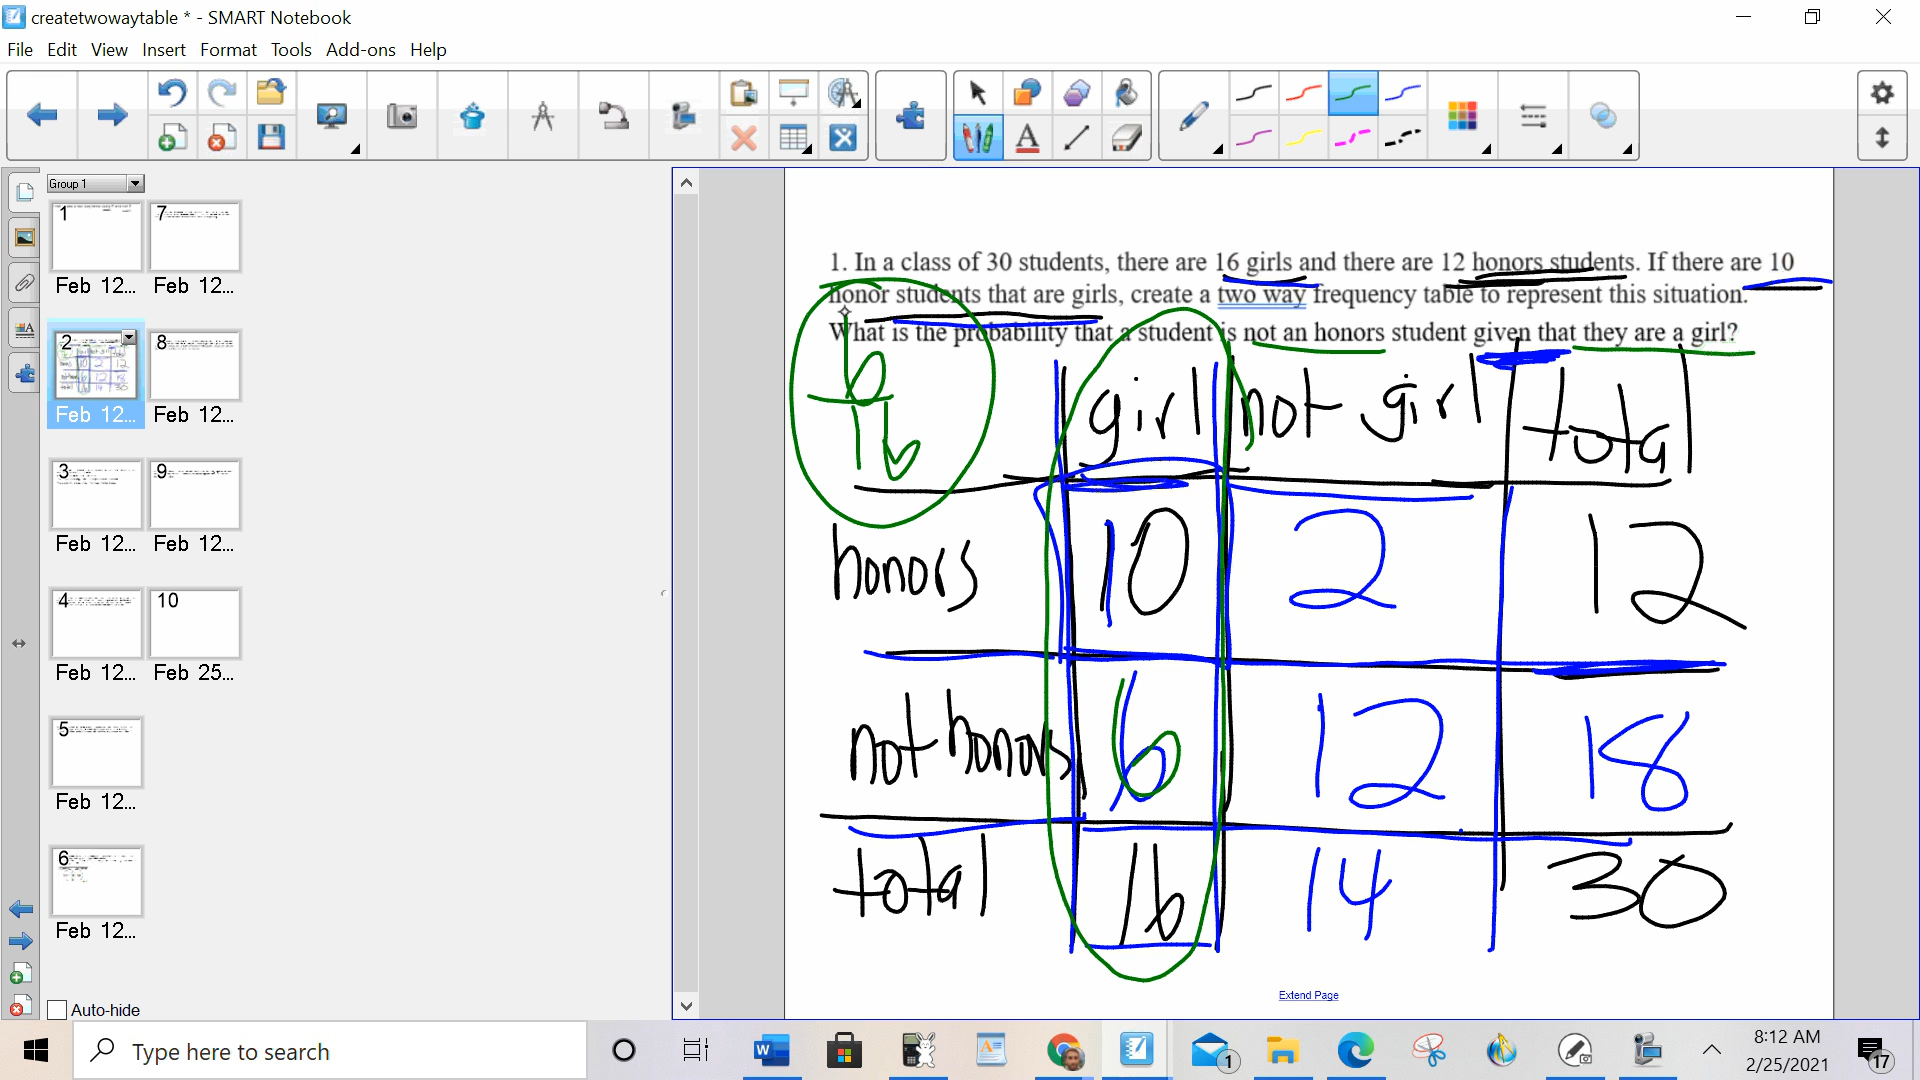 createtwowaytable * - SMART Notebook
File Edit View Insert Format Tools Add-ons Help
Group 1
1
7
Feb 12...
Feb 12...
2
8
Feb 12...
Feb 12...
3
9
Feb 12...
Feb 12...
4
10
Feb 12...
Feb 25...
5
Feb 12...
6
Feb 12...
Auto-hide
1. In a class of 30 students, there are 16 girls and there are 12 honors students. If there are 10
honor students that are girls, create a two way frequency table to represent this situation.
What is the probability that a student is not an honors student given that they are a girl?
6
16
girl not girl total
honors 10 2 12
not honors 6 12 18
total 16 14 30
Extend Page
Type here to search
1
8:12 AM
2/25/2021
17